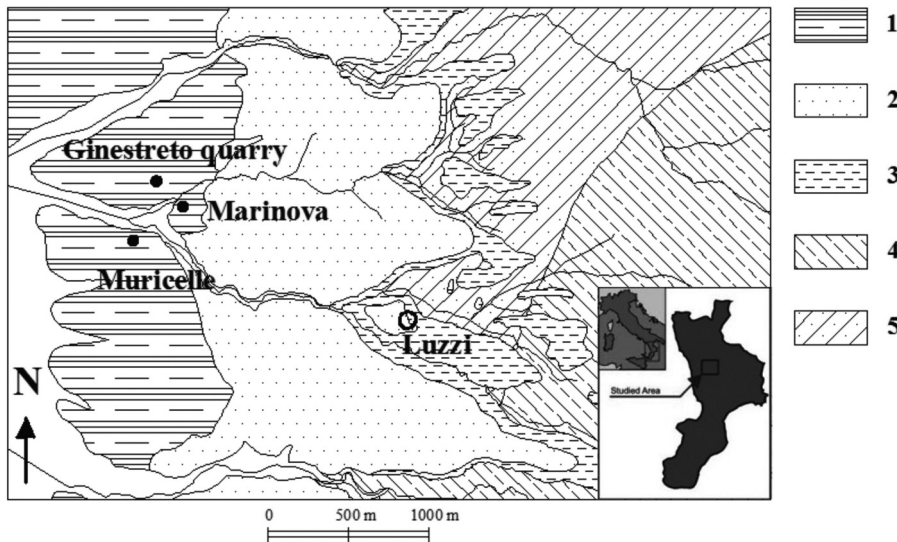 1
2
Ginestreto quarry
3
Marinova
Muricelle
4
Luzzi
5
N
Studied Area
0 500 m 1000 m